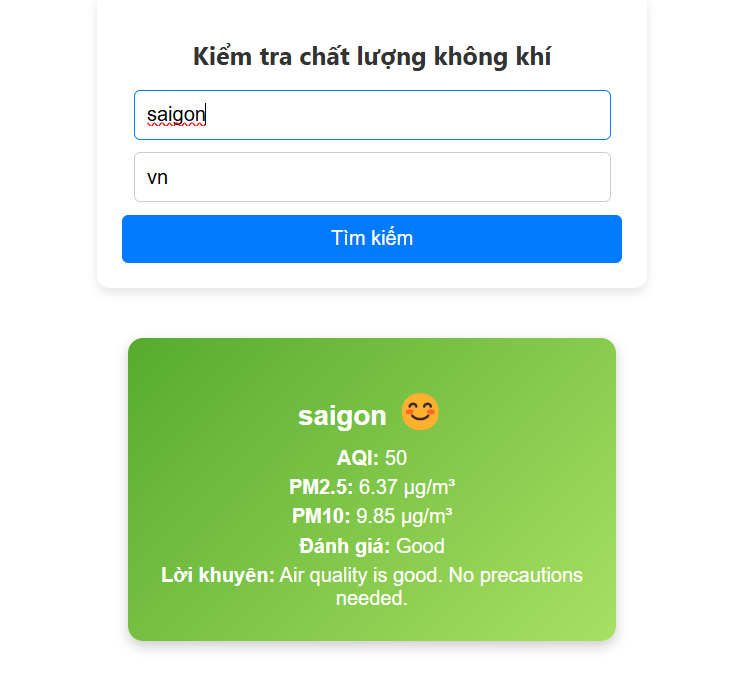 Kiểm tra chất lượng không khí
saigon
vn
Tìm kiếm
saigon 😊
AQI: 50
PM2.5: 6.37 µg/m³
PM10: 9.85 µg/m³
Đánh giá: Good
Lời khuyên: Air quality is good. No precautions
needed.